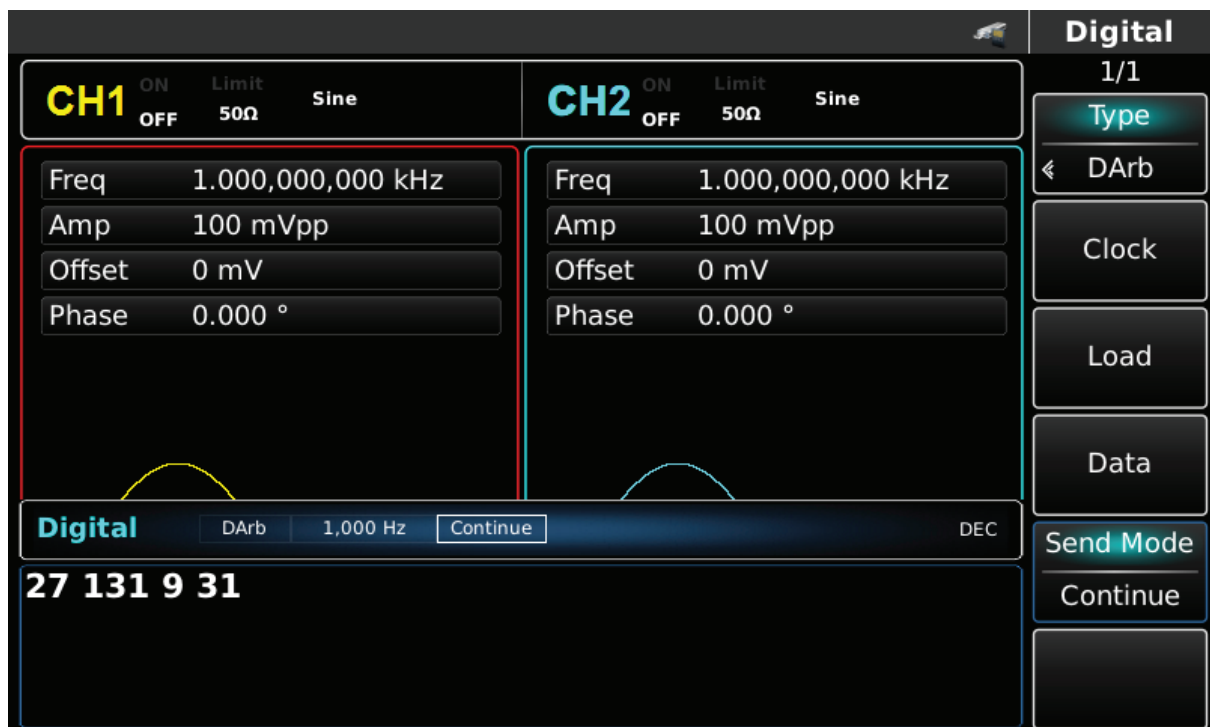 Digital
1/1
CH1 ON OFF Limit 50Ω Sine
CH2 ON OFF Limit 50Ω Sine
Type
DArb
Freq 1.000,000,000 kHz
Amp 100 mVpp
Offset 0 mV
Phase 0.000 °
Freq 1.000,000,000 kHz
Amp 100 mVpp
Offset 0 mV
Phase 0.000 °
Clock
Load
Data
Digital DArb 1,000 Hz Continue DEC
27 131 9 31
Send Mode
Continue